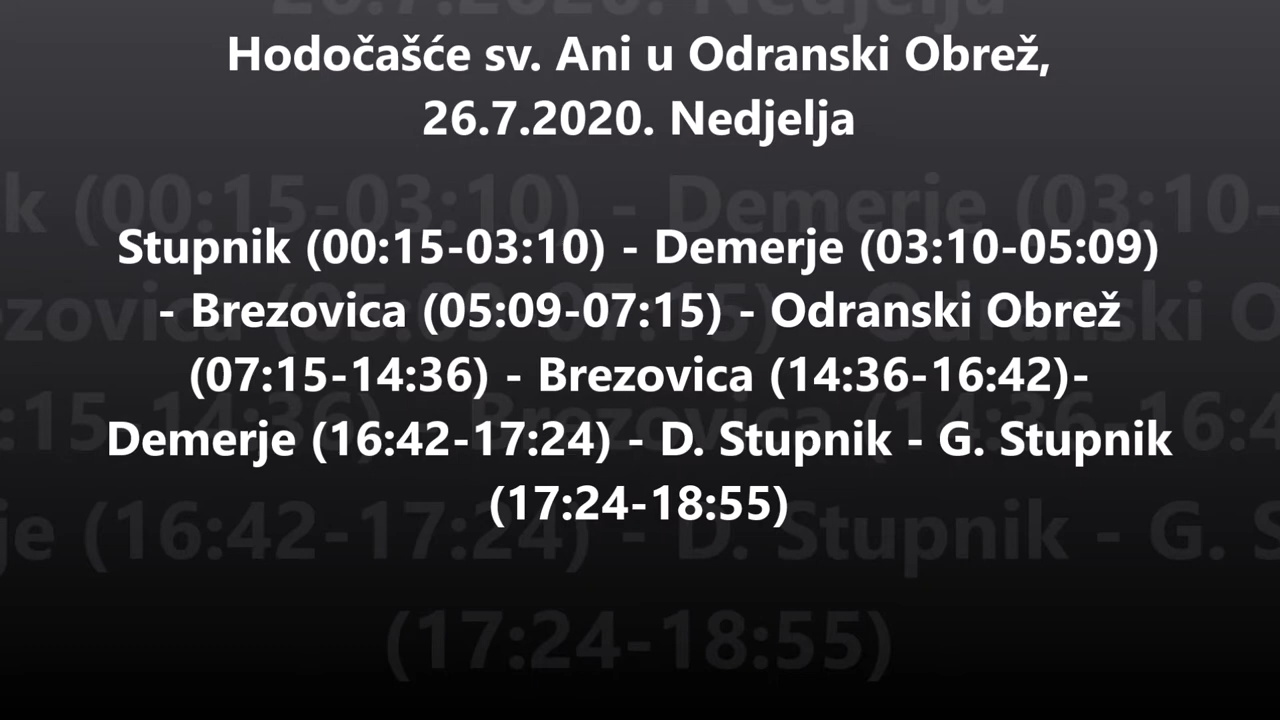 Hodočašće sv. Ani u Odranski Obrež,
26.7.2020. Nedjelja
Stupnik (00:15-03:10) - Demerje (03:10-05:09)
- Brezovica (05:09-07:15) - Odranski Obrež
(07:15-14:36) - Brezovica (14:36-16:42)-
Demerje (16:42-17:24) - D. Stupnik - G. Stupnik
(17:24-18:55)